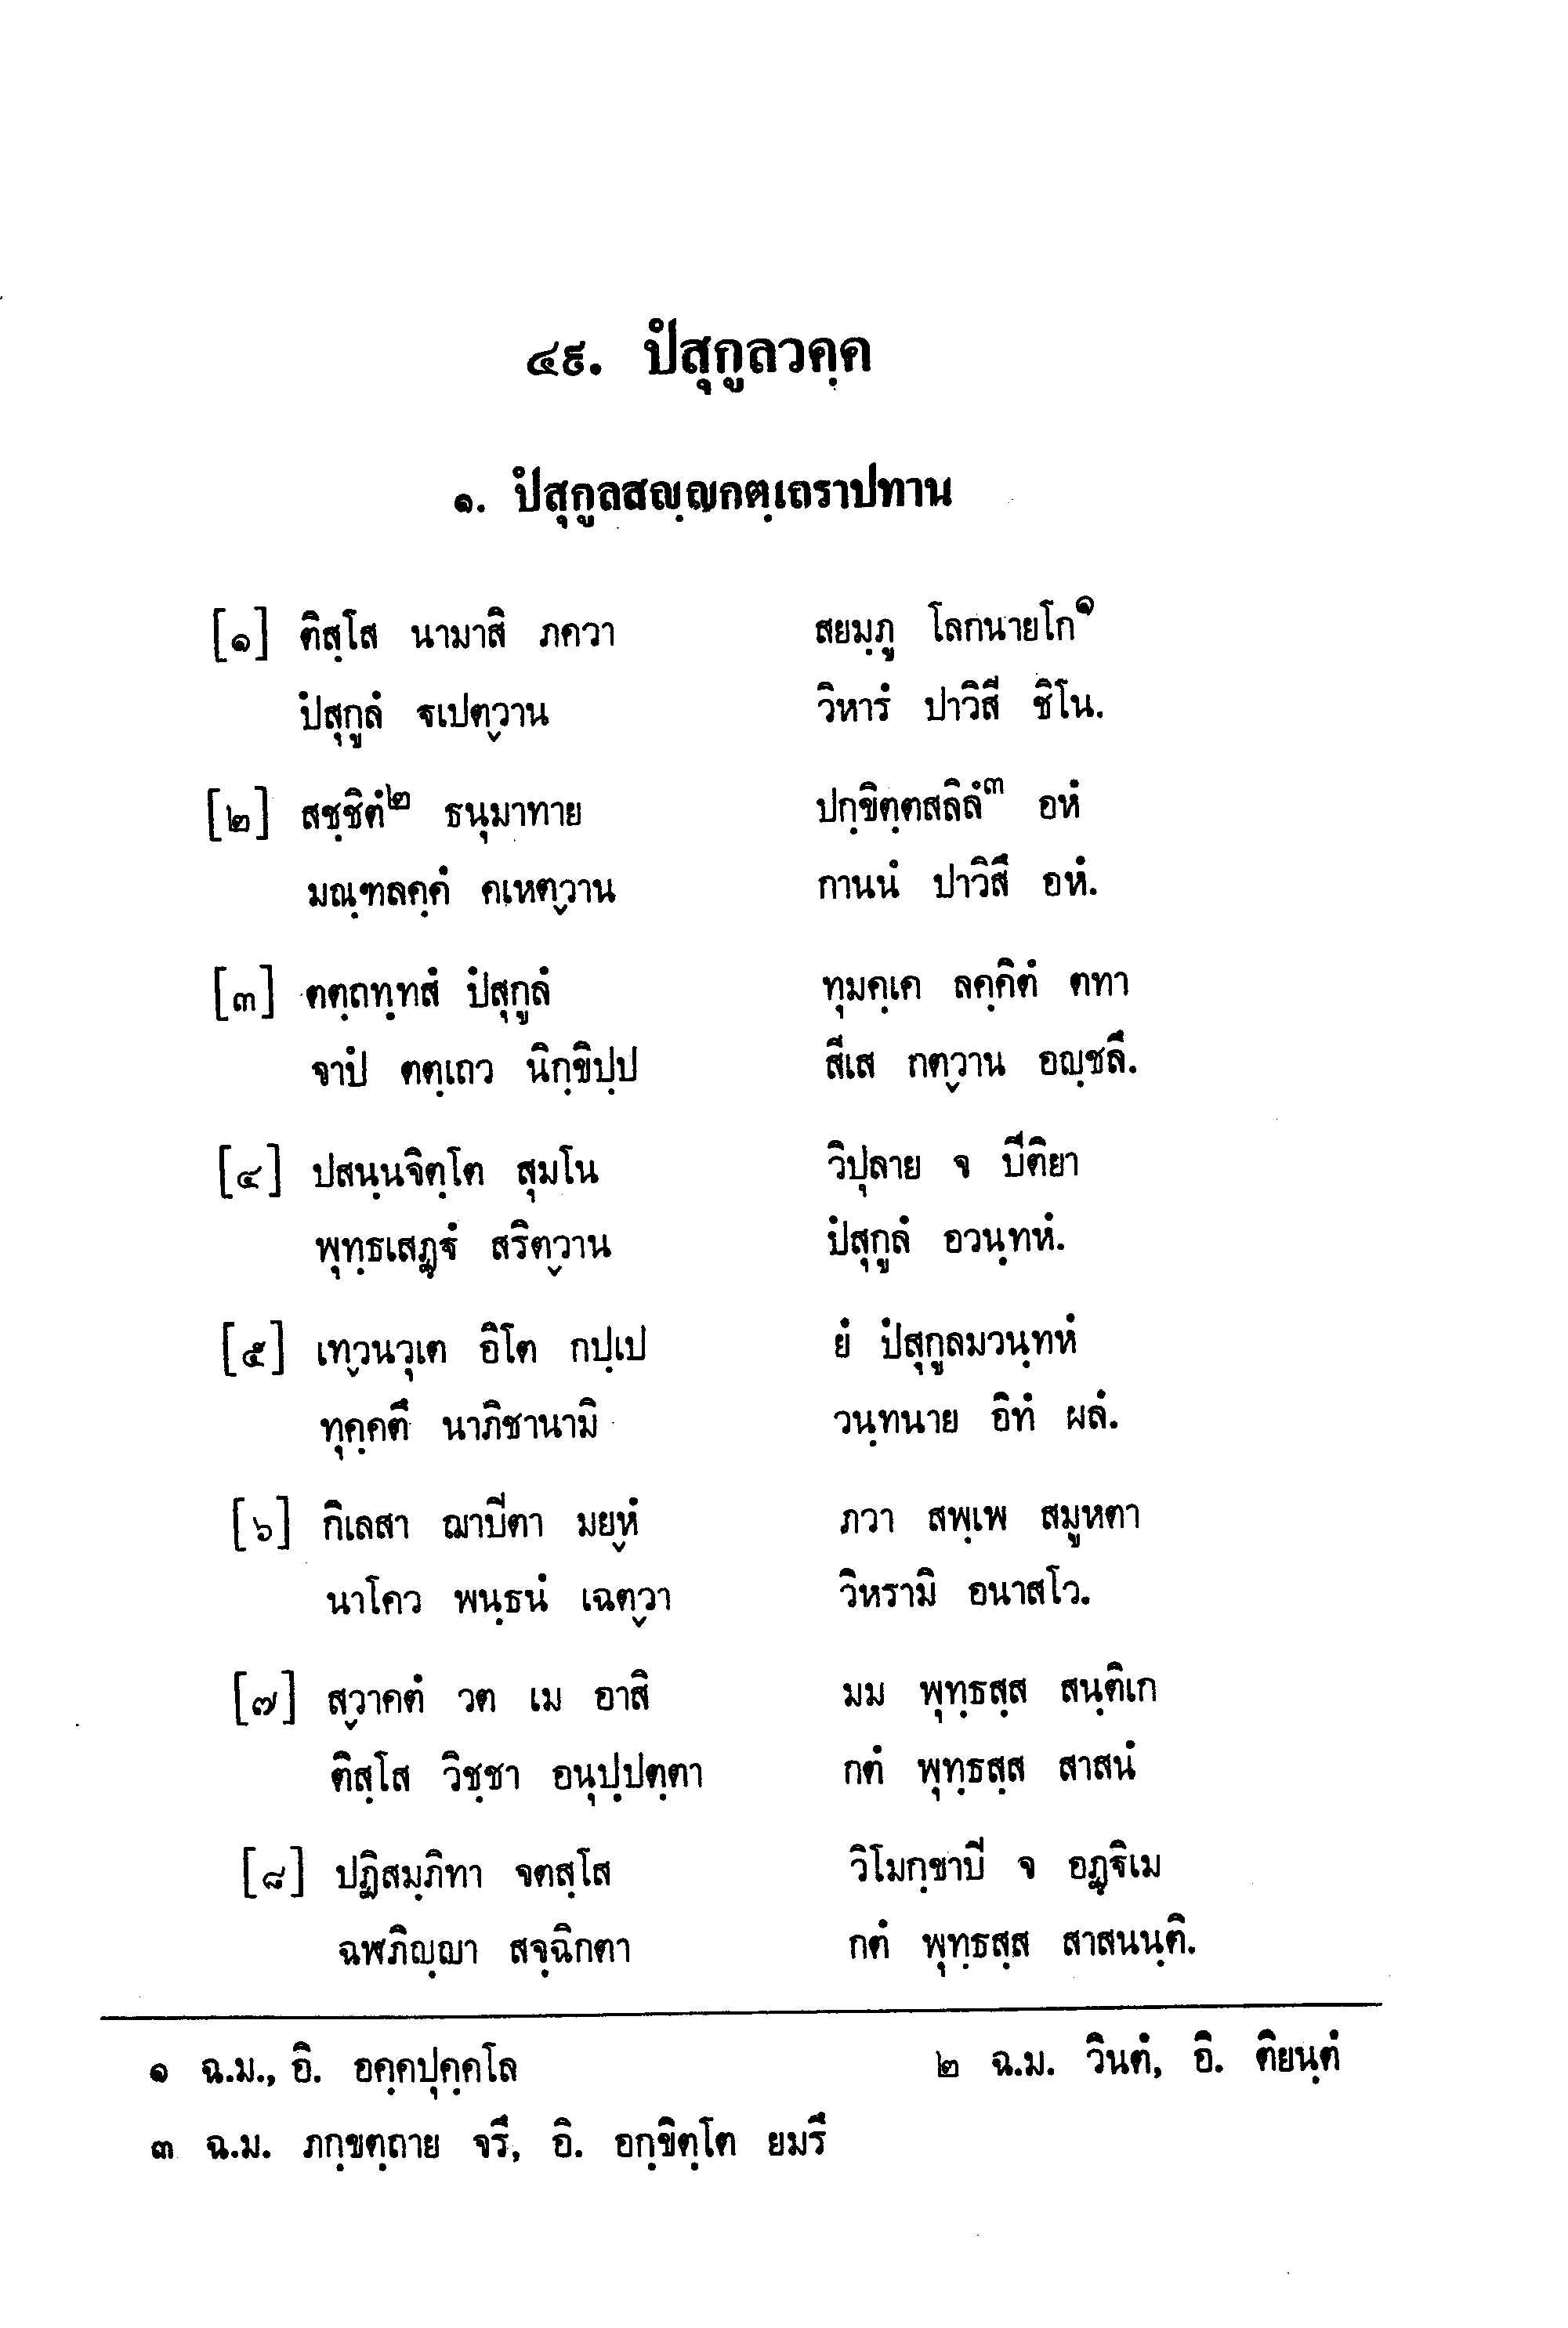 ๔๙. ปํสุกูลวคฺค
๑. ปํสุกูลสญฺญกตฺเถราปทาน
[๑] ติสฺโส นามาสิ ภควา สยมฺภู โลกนายโก๑
ปํสุกูลํ ฐเปตฺวาน วิหารํ ปาวิสี ชิโน.
[๒] สชฺชิตํ๒ ธนุมาทาย ปกฺขิตฺตสลิลํ๓ อหํ
มณฺฑลคฺคํ คเหตฺวาน กานนํ ปาวิสึ อหํ.
[๓] ตตฺถทฺทสํ ปํสุกูลํ ทุมคฺเค ลคฺคิตํ ตทา
จาปํ ตตฺเถว นิกฺขิปฺป สีเส กตฺวาน อญฺชลึ.
[๔] ปสนฺนจิตฺโต สุมโน วิปุลาย จ ปีติยา
พุทฺธเสฏฺฐํ สริตฺวาน ปํสุกูลํ อวนฺทหํ.
[๕] เทฺวนวุเต อิโต กปฺเป ยํ ปํสุกูลมวนฺทหํ
ทุคฺคตึ นาภิชานามิ วนฺทนาย อิทํ ผลํ.
[๖] กิเลสา ฌาปีตา มยฺหํ ภวา สพฺเพ สมูหตา
นาโคว พนฺธนํ เฉตฺวา วิหรามิ อนาสโว.
[๗] สฺวาคตํ วต เม อาสิ มม พุทฺธสฺส สนฺติเก
ติสฺโส วิชฺชา อนุปฺปตฺตา กตํ พุทฺธสฺส สาสนํ
[๘] ปฏิสมฺภิทา จตสฺโส วิโมกฺขาปี จ อฏฺฐิเม
ฉฬภิญฺญา สจฺฉิกตา กตํ พุทฺธสฺส สาสนนฺติ.
๑ ฉ.ม., อิ. อคฺคปุคฺคโล ๒ ฉ.ม. วินตํ, อิ. ติยนฺตํ
๓ ฉ.ม. ภกฺขตฺถาย จรึ, อิ. อกฺขิตฺโต ยมรึ